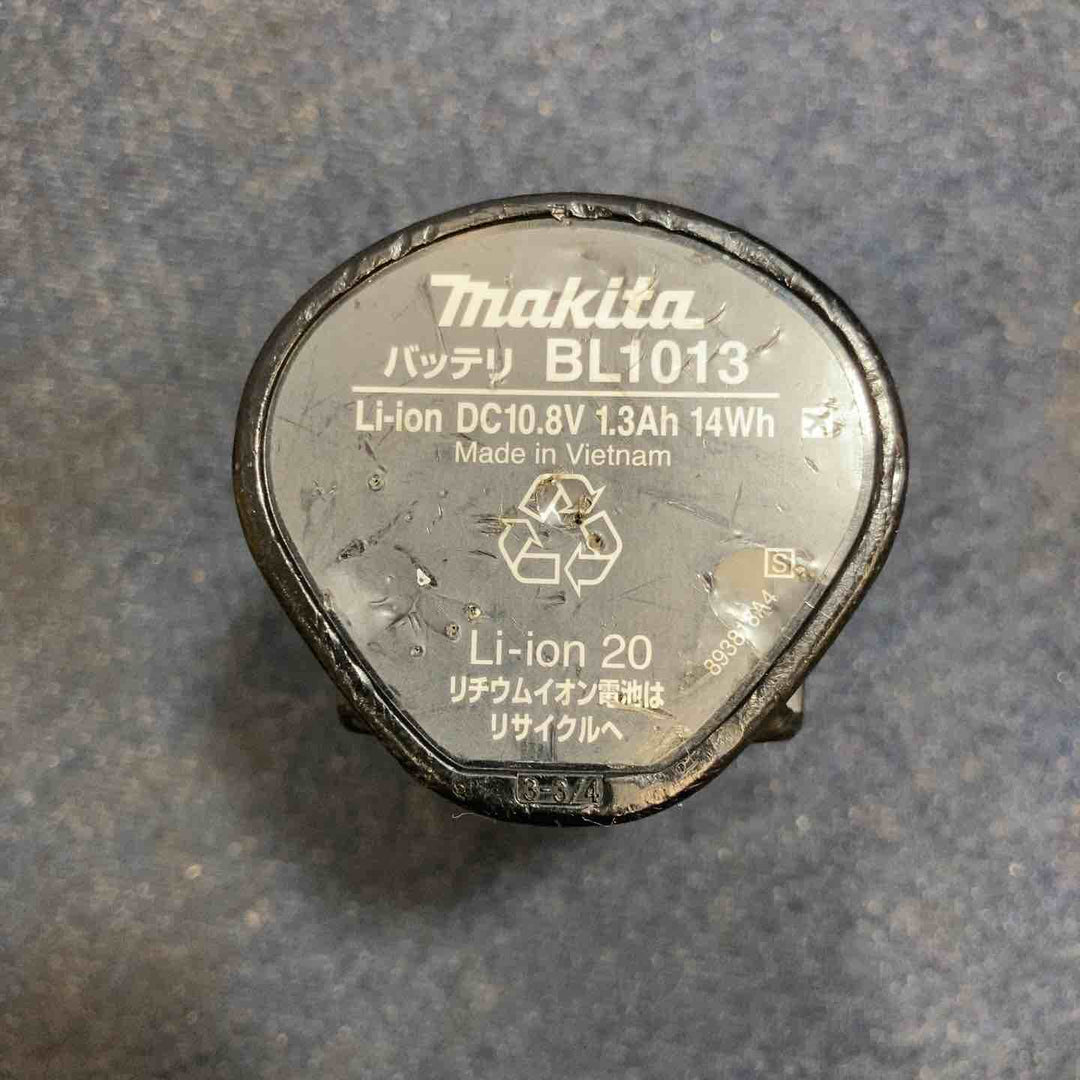 makita
バッテリ BL1013
Li-ion DC10.8V 1.3Ah 14Wh
Made in Vietnam
S
Li-ion 20
リチウムイオン電池は
リサイクルへ
3-3/4